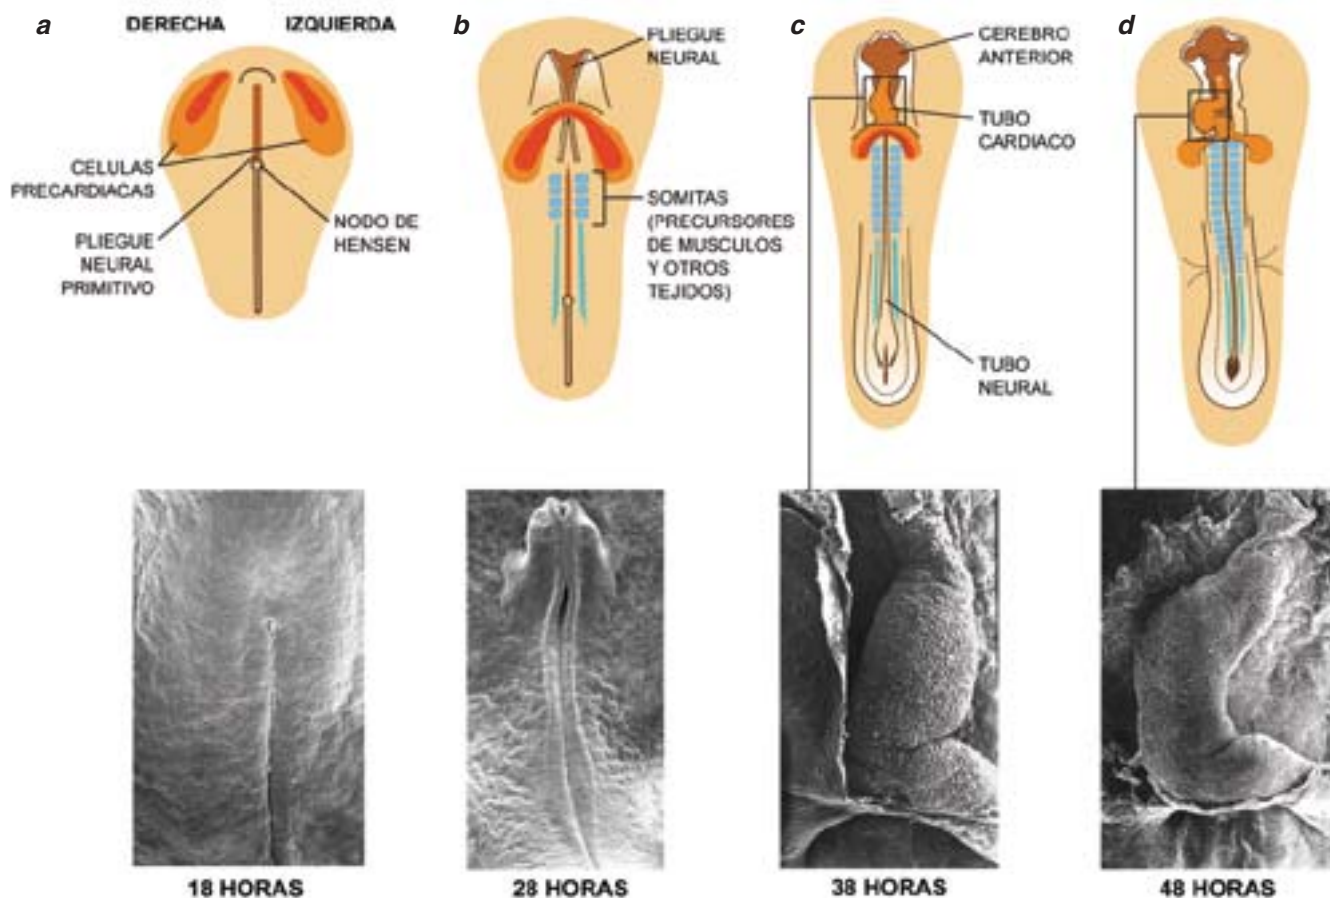 a
DERECHA
IZQUIERDA
CELULAS
PRECARDIACAS
PLIEGUE
NEURAL
PRIMITIVO
NODO DE
HENSEN
b
PLIEGUE
NEURAL
SOMITAS
(PRECURSORES
DE MUSCULOS
Y OTROS
TEJIDOS)
c
CEREBRO
ANTERIOR
TUBO
CARDIACO
TUBO
NEURAL
d
18 HORAS
28 HORAS
38 HORAS
48 HORAS